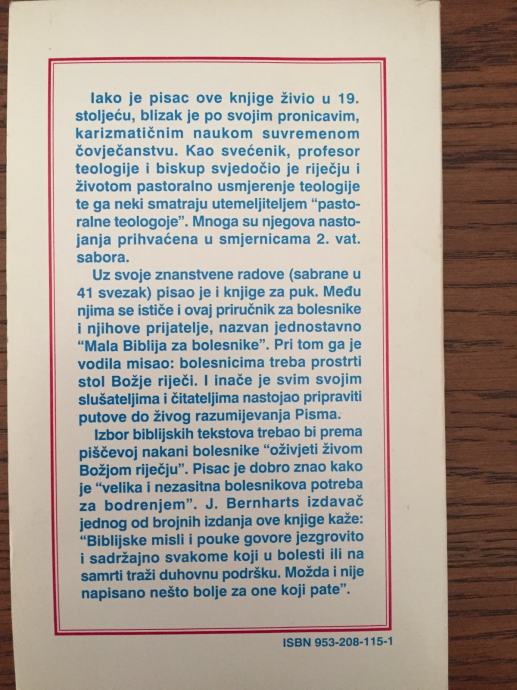 Iako je pisac ove knjige živio u 19.
stoljeću, blizak je po svojim pronicavim,
karizmatičnim naukom suvremenom
čovječanstvu. Kao svećenik, profesor
teologije i biskup svjedočio je riječju i
životom pastoralno usmjerenje teologije
te ga neki smatraju utemeljiteljem “pasto-
ralne teologoje”. Mnoga su njegova nasto-
janja prihvaćena u smjernicama 2. vat.
sabora.
Uz svoje znanstvene radove (sabrane u
41 svezak) pisao je i knjige za puk. Među
njima se ističe i ovaj priručnik za bolesnike
i njihove prijatelje, nazvan jednostavno
“Mala Biblija za bolesnike”. Pri tom ga je
vodila misao: bolesnicima treba prostrti
stol Božje riječi. I inače je svim svojim
slušateljima i čitateljima nastojao pripraviti
putove do živog razumijevanja Pisma.
Izbor biblijskih tekstova trebao bi prema
piščevoj nakani bolesnike “oživjeti živom
Božjom riječju”. Pisac je dobro znao kako
je “velika i nezasitna bolesnikova potreba
za bodrenjem”. J. Bernharts izdavač
jednog od brojnih izdanja ove knjige kaže:
“Biblijske misli i pouke govore jezgrovito
i sadržajno svakome koji u bolesti ili na
samrti traži duhovnu podršku. Možda i nije
napisano nešto bolje za one koji pate”.
ISBN 953-208-115-1